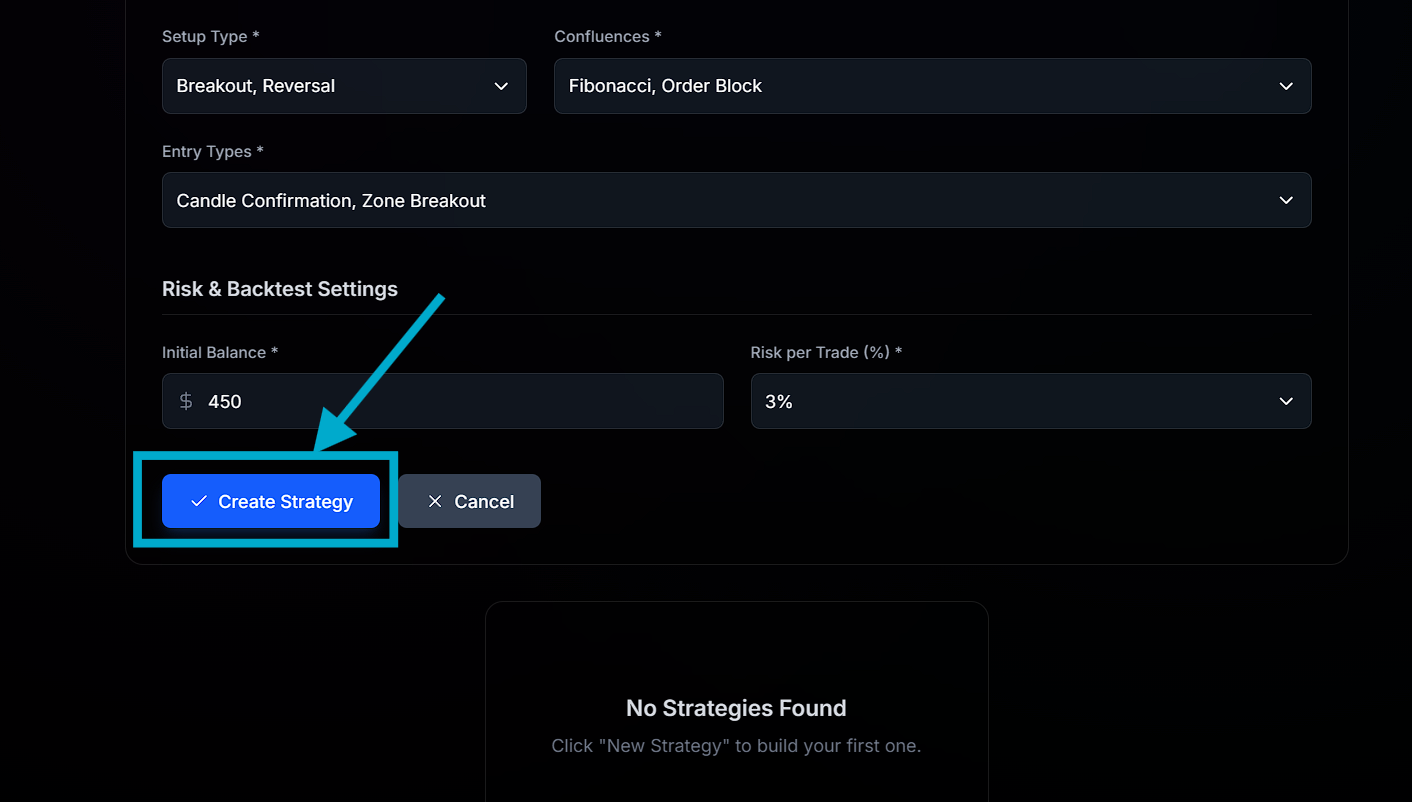 Setup Type *
Confluences *
Breakout, Reversal
Fibonacci, Order Block
Entry Types *
Candle Confirmation, Zone Breakout
Risk & Backtest Settings
Initial Balance *
Risk per Trade (%) *
$ 450
3%
Create Strategy
Cancel
No Strategies Found
Click "New Strategy" to build your first one.